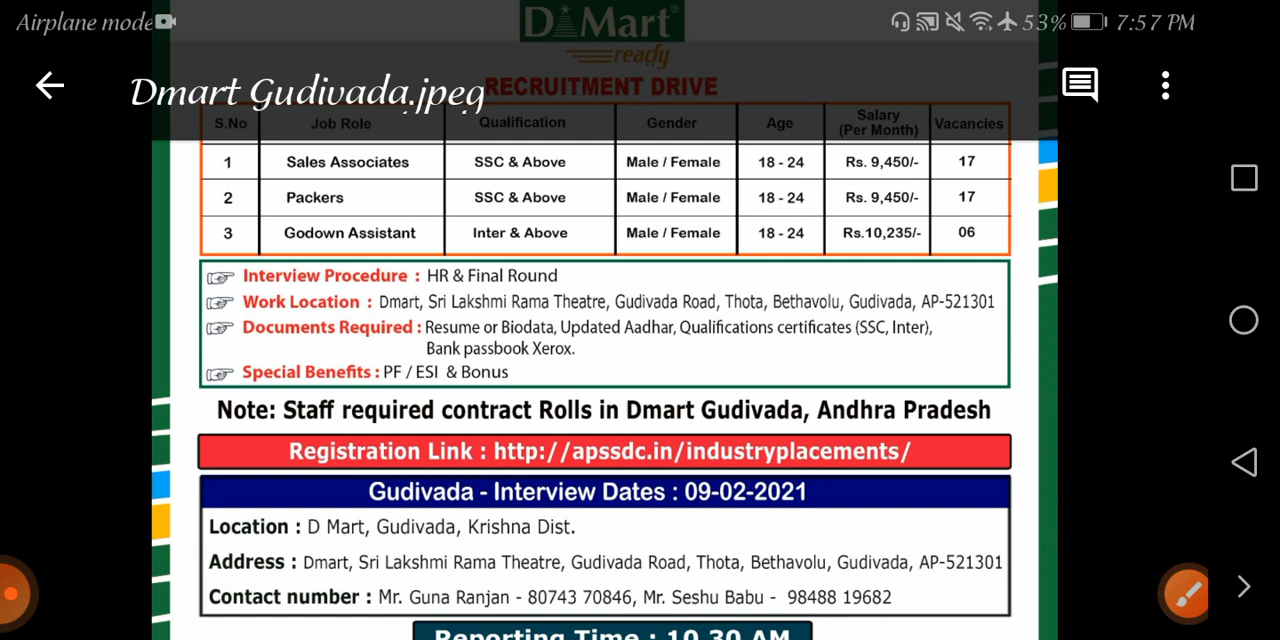 Airplane mode 53% 7:57 PM
D Mart
ready
Dmart Gudivada.jpeg
RECRUITMENT DRIVE
S.No Job Role Qualification Gender Age Salary (Per Month) Vacancies
1 Sales Associates SSC & Above Male / Female 18 - 24 Rs. 9,450/- 17
2 Packers SSC & Above Male / Female 18 - 24 Rs. 9,450/- 17
3 Godown Assistant Inter & Above Male / Female 18 - 24 Rs.10,235/- 06
Interview Procedure : HR & Final Round
Work Location : Dmart, Sri Lakshmi Rama Theatre, Gudivada Road, Thota, Bethavolu, Gudivada, AP-521301
Documents Required : Resume or Biodata, Updated Aadhar, Qualifications certificates (SSC, Inter),
Bank passbook Xerox.
Special Benefits : PF / ESI & Bonus
Note: Staff required contract Rolls in Dmart Gudivada, Andhra Pradesh
Registration Link : http://apssdc.in/industryplacements/
Gudivada - Interview Dates : 09-02-2021
Location : D Mart, Gudivada, Krishna Dist.
Address : Dmart, Sri Lakshmi Rama Theatre, Gudivada Road, Thota, Bethavolu, Gudivada, AP-521301
Contact number : Mr. Guna Ranjan - 80743 70846, Mr. Seshu Babu - 98488 19682
Reporting Time : 10.30 AM